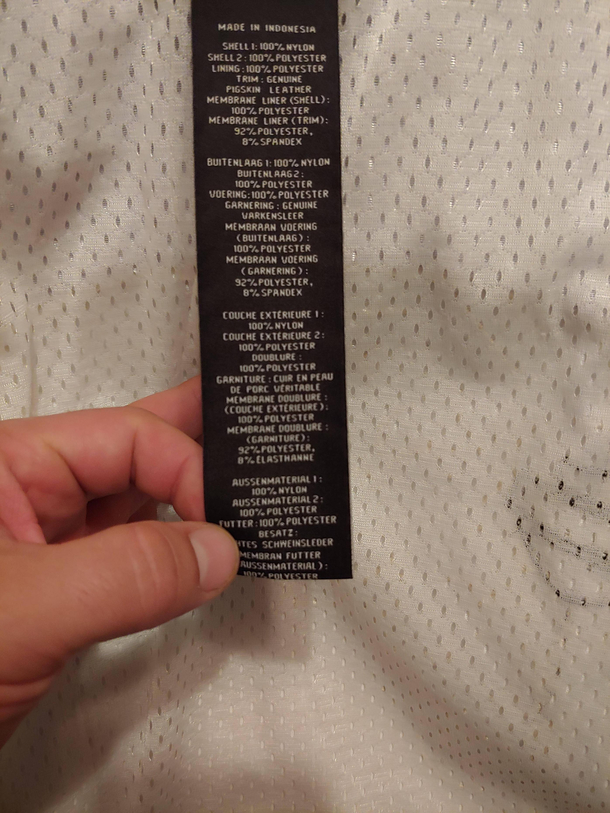 MADE IN INDONESIA
SHELL 1: 100% NYLON
SHELL 2: 100% POLYESTER
LINING: 100% POLYESTER
TRIM: GENUINE
PIGSKIN LEATHER
MEMBRANE LINER (SHELL):
100% POLYESTER
MEMBRANE LINER (TRIM):
92% POLYESTER,
8% SPANDEX
BUITENLAAG 1: 100% NYLON
BUITENLAAG 2:
100% POLYESTER
VOERING: 100% POLYESTER
GARNERING: GENUINE
VARKENSLEER
MEMBRAAN VOERING
(BUITENLAAG):
100% POLYESTER
MEMBRAAN VOERING
(GARNERING):
92% POLYESTER,
8% SPANDEX
COUCHE EXTÉRIEURE 1:
100% NYLON
COUCHE EXTÉRIEURE 2:
100% POLYESTER
DOUBLURE:
100% POLYESTER
GARNITURE: CUIR EN PEAU
DE PORC VÉRITABLE
MEMBRANE DOUBLURE:
(COUCHE EXTÉRIEURE):
100% POLYESTER
MEMBRANE DOUBLURE:
(GARNITURE):
92% POLYESTER,
8% ELASTHANNE
AUSSENMATERIAL 1:
100% NYLON
AUSSENMATERIAL 2:
100% POLYESTER
FUTTER: 100% POLYESTER
BESATZ:
HTES SCHWEINSLEDER
MEMBRAN FUTTER
AUSSENMATERIAL):
100% POLYESTER